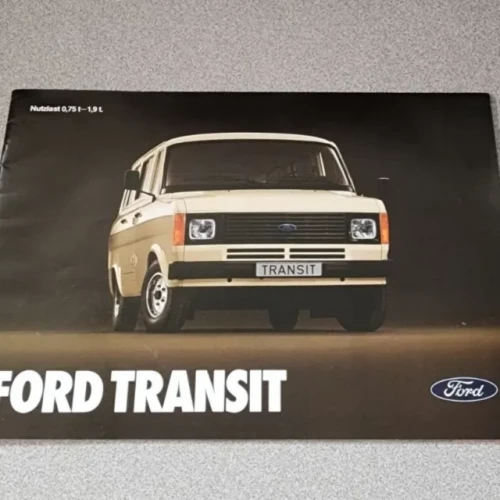 Nutzlast 0,75 t–1,9 t.
TRANSIT
FORD TRANSIT
Ford